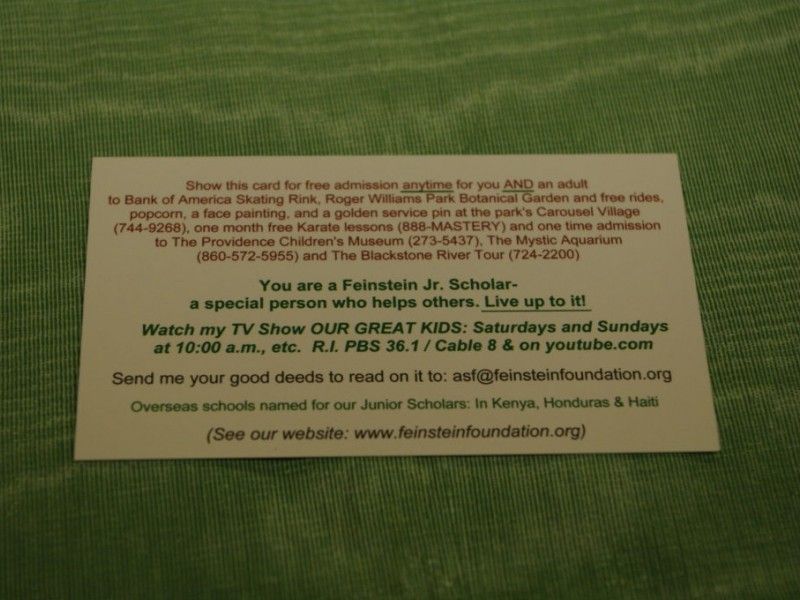 Show this card for free admission anytime for you AND an adult
to Bank of America Skating Rink, Roger Williams Park Botanical Garden and free rides,
popcorn, a face painting, and a golden service pin at the park's Carousel Village
(744-9268), one month free Karate lessons (888-MASTERY) and one time admission
to The Providence Children's Museum (273-5437), The Mystic Aquarium
(860-572-5955) and The Blackstone River Tour (724-2200)
You are a Feinstein Jr. Scholar-
a special person who helps others. Live up to it!
Watch my TV Show OUR GREAT KIDS: Saturdays and Sundays
at 10:00 a.m., etc. R.I. PBS 36.1 / Cable 8 & on youtube.com
Send me your good deeds to read on it to: asf@feinsteinfoundation.org
Overseas schools named for our Junior Scholars: In Kenya, Honduras & Haiti
(See our website: www.feinsteinfoundation.org)